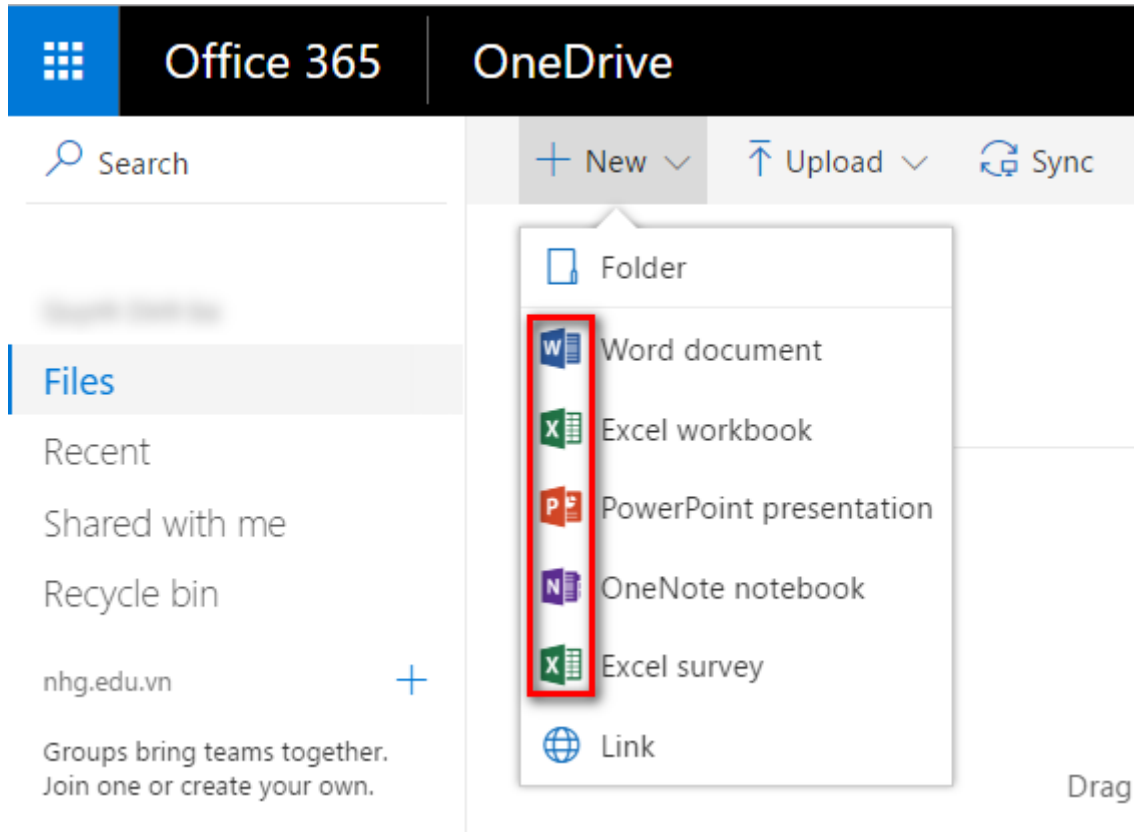 Office 365
OneDrive
Search
New
Upload
Sync
Folder
Word document
Excel workbook
PowerPoint presentation
OneNote notebook
Excel survey
Link
Files
Recent
Shared with me
Recycle bin
nhg.edu.vn
Groups bring teams together.
Join one or create your own.
Drag